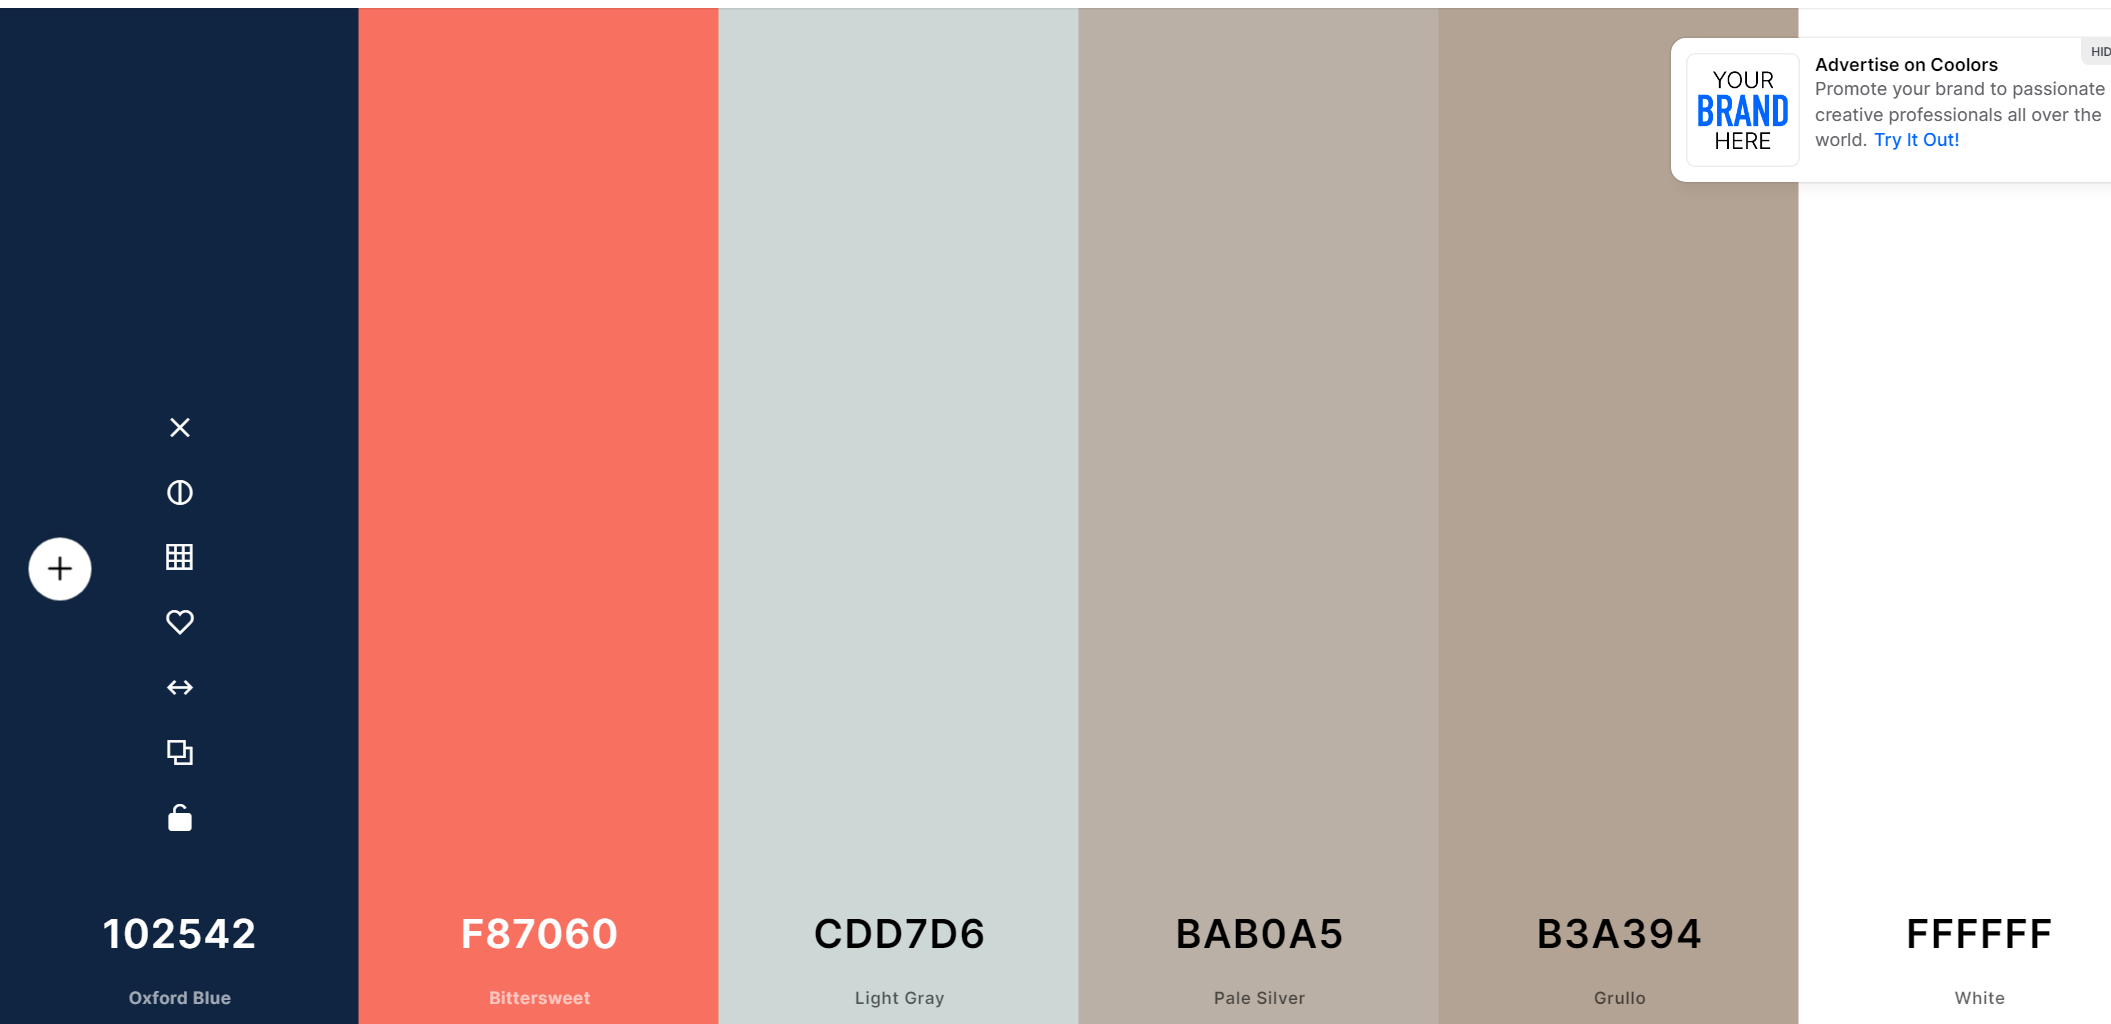 HID
Advertise on Coolors
YOUR
BRAND
HERE
Promote your brand to passionate
creative professionals all over the
world. Try It Out!
102542
F87060
CDD7D6
BAB0A5
B3A394
FFFFFF
Oxford Blue
Bittersweet
Light Gray
Pale Silver
Grullo
White